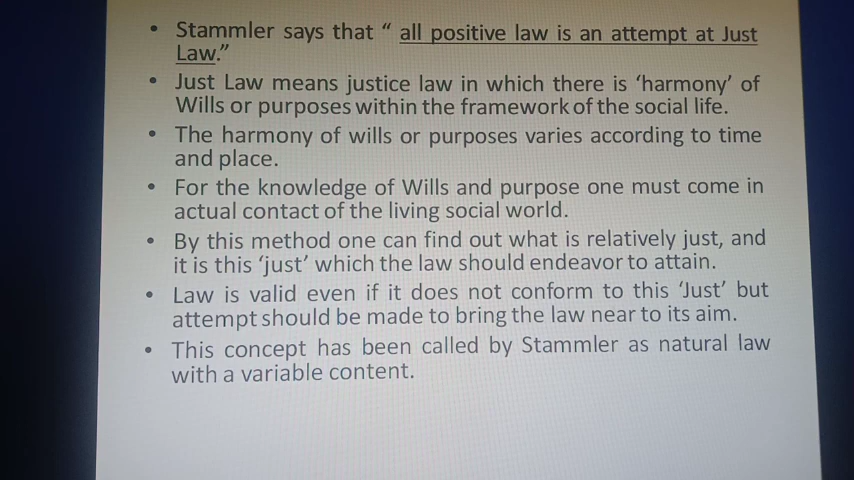 • Stammler says that “ all positive law is an attempt at Just
Law.”
• Just Law means justice law in which there is ‘harmony’ of
Wills or purposes within the framework of the social life.
• The harmony of wills or purposes varies according to time
and place.
• For the knowledge of Wills and purpose one must come in
actual contact of the living social world.
• By this method one can find out what is relatively just, and
it is this ‘just’ which the law should endeavor to attain.
• Law is valid even if it does not conform to this ‘Just’ but
attempt should be made to bring the law near to its aim.
• This concept has been called by Stammler as natural law
with a variable content.